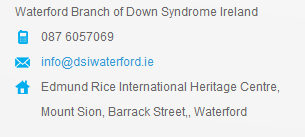 Waterford Branch of Down Syndrome Ireland
087 6057069
info@dsiwaterford.ie
Edmund Rice International Heritage Centre,
Mount Sion, Barrack Street,, Waterford